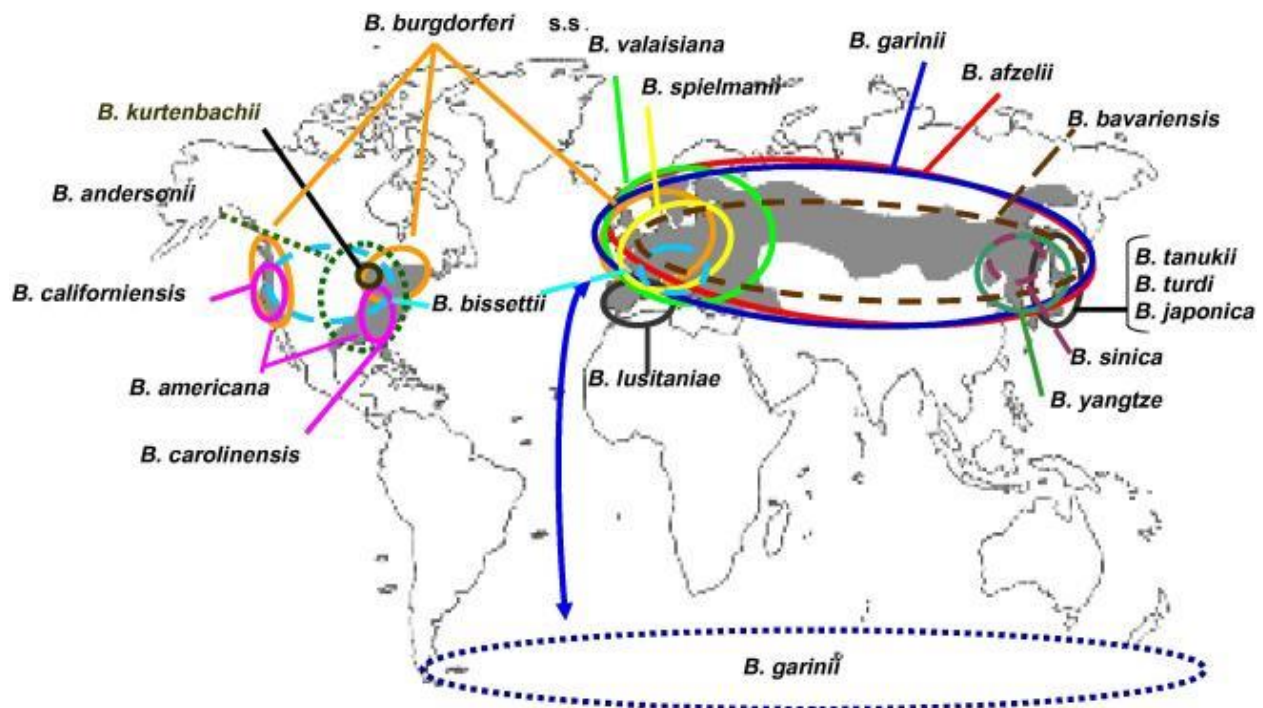 B. burgdorferi s.s.
B. valaisiana
B. garinii
B. spielmanii
B. afzelii
B. kurtenbachii
B. bavariensis
B. andersonii
B. californiensis
B. bissettii
B. tanukii
B. turdi
B. japonica
B. sinica
B. lusitaniae
B. americana
B. yangtze
B. carolinensis
B. garinii